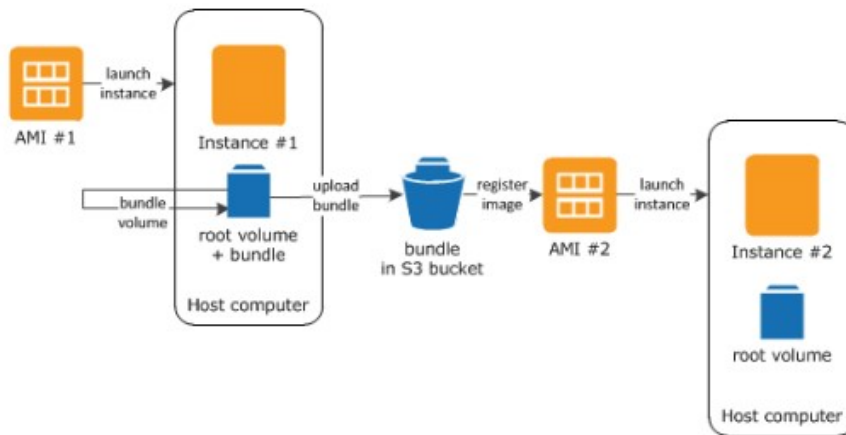 launch
instance
AMI #1
Instance #1
bundle
volume
root volume
+ bundle
Host computer
upload
bundle
bundle
in S3 bucket
register
image
AMI #2
launch
instance
Instance #2
root volume
Host computer